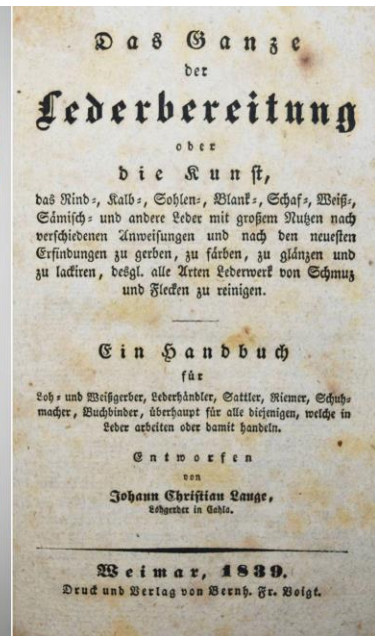 Das Ganze
der
Lederbereitung
oder
die Kunst,
das Rind-, Kalb-, Sohlen-, Blank-, Schaf-, Weiß-,
Sämisch- und andere Leder mit großem Nutzen nach
verschiedenen Anweisungen und nach den neuesten
Erfindungen zu gerben, zu färben, zu glänzen und
zu lackiren, desgl. alle Arten Lederwerk von Schmuz
und Flecken zu reinigen.
Ein Handbuch
für
Loh- und Weißgerber, Lederhändler, Sattler, Riemer, Schuh-
macher, Buchbinder, überhaupt für alle diejenigen, welche in
Leder arbeiten oder damit handeln.
Entworfen
von
Johann Christian Lange,
Lohgerber in Cahla.
Weimar, 1839.
Druck und Verlag von Bernh. Fr. Voigt.